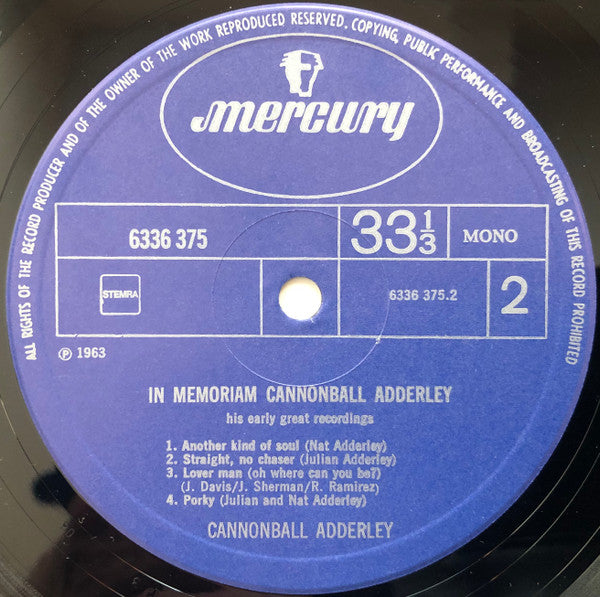 ALL RIGHTS OF THE RECORD PRODUCER AND OF THE OWNER OF THE WORK REPRODUCED RESERVED. COPYING, PUBLIC PERFORMANCE AND BROADCASTING OF THIS RECORD PROHIBITED
mercury
6336 375
33 1/3
MONO
STEMRA
6336 375.2
2
℗ 1963
IN MEMORIAM CANNONBALL ADDERLEY
his early great recordings
1. Another kind of soul (Nat Adderley)
2. Straight, no chaser (Julian Adderley)
3. Lover man (oh where can you be?)
(J. Davis/J. Sherman/R. Ramirez)
4. Porky (Julian and Nat Adderley)
CANNONBALL ADDERLEY